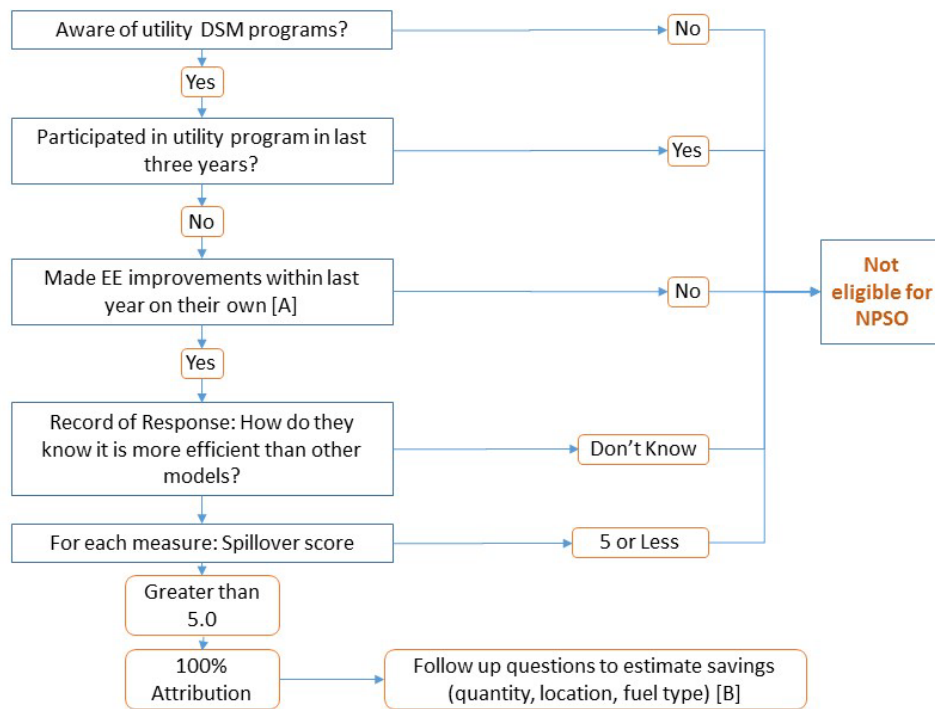 Aware of utility DSM programs?
No
Yes
Participated in utility program in last
three years?
Yes
No
Made EE improvements within last
year on their own [A]
No
Not
eligible for
NPSO
Yes
Record of Response: How do they
know it is more efficient than other
models?
Don't Know
For each measure: Spillover score
5 or Less
Greater than
5.0
100%
Attribution
Follow up questions to estimate savings
(quantity, location, fuel type) [B]